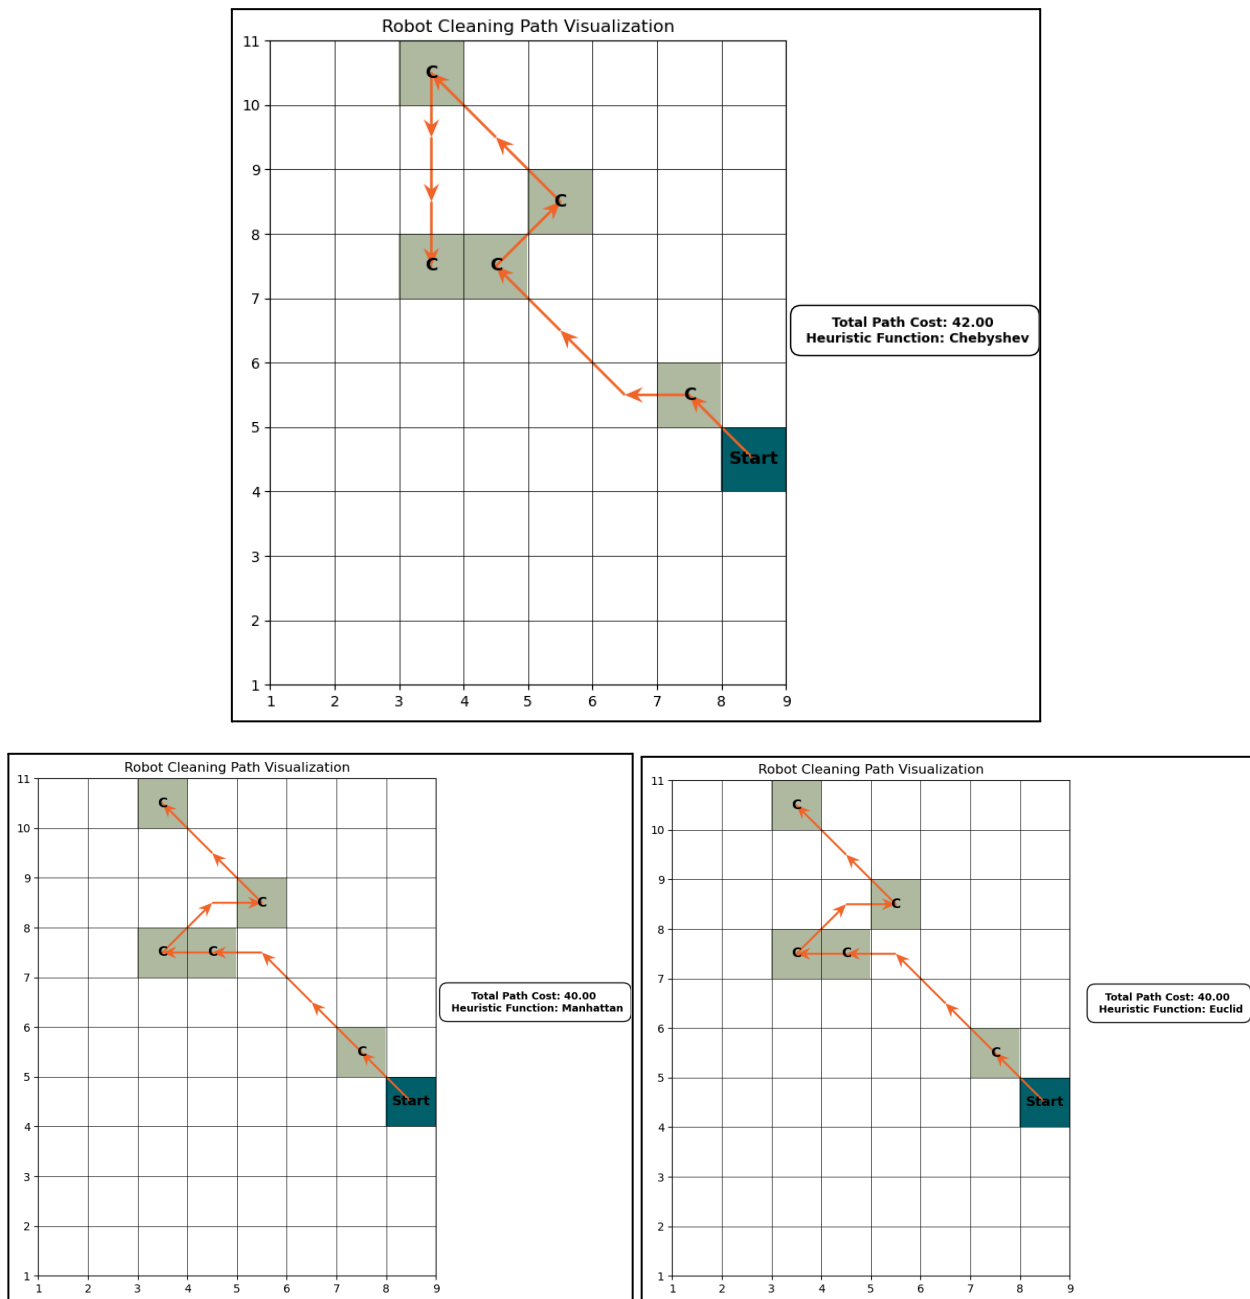 Robot Cleaning Path Visualization
11
10
9
8
7
6
5
4
3
2
1
C
C
C
C
C
Start
1 2 3 4 5 6 7 8 9
Total Path Cost: 42.00
Heuristic Function: Chebyshev
Robot Cleaning Path Visualization
11
10
9
8
7
6
5
4
3
2
1
C
C
C
C
C
Start
1 2 3 4 5 6 7 8 9
Total Path Cost: 40.00
Heuristic Function: Manhattan
Robot Cleaning Path Visualization
11
10
9
8
7
6
5
4
3
2
1
C
C
C
C
C
Start
1 2 3 4 5 6 7 8 9
Total Path Cost: 40.00
Heuristic Function: Euclid